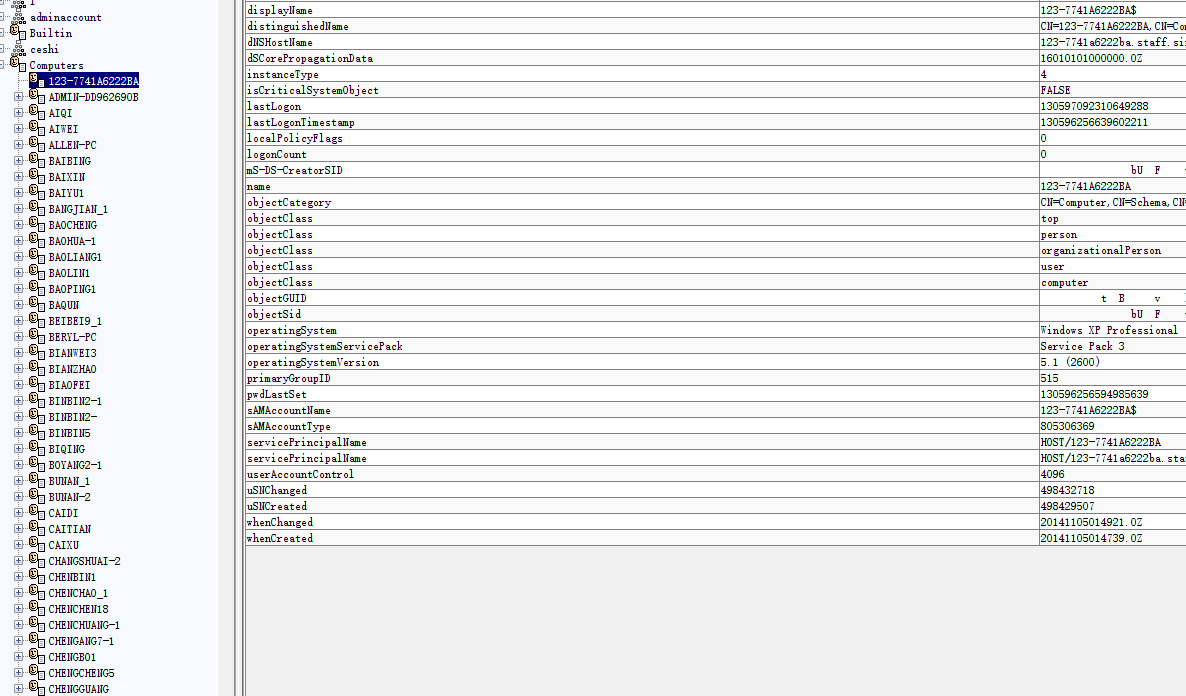 adminaccount
Builtin
ceshi
Computers
123-7741A6222BA
ADMIN-DD962690B
AIQI
AIWEI
ALLEN-PC
BAIBING
BAIXIN
BAIYU1
BANGJIAN_1
BAOCHENG
BAOHUA-1
BAOLIANG1
BAOLIN1
BAOPING1
BAQUN
BEIBEI9_1
BERYL-PC
BIANWEI3
BIANZHAO
BIAOFEI
BINBIN2-1
BINBIN2-
BINBIN5
BIQING
BOYANG2-1
BUNAN_1
BUNAN-2
CAIDI
CAITIAN
CAIXU
CHANGSHUAI-2
CHENBIN1
CHENCHAO_1
CHENCHEN18
CHENCHUANG-1
CHENGANG7-1
CHENGBO1
CHENGCHENG5
CHENGGUANG
displayName 123-7741A6222BA$
distinguishedName CN=123-7741A6222BA,CN=Co
dNSHostName 123-7741a6222ba.staff.si
dSCorePropagationData 16010101000000.0Z
instanceType 4
isCriticalSystemObject FALSE
lastLogon 130597092310649288
lastLogonTimestamp 130596256639602211
localPolicyFlags 0
logonCount 0
mS-DS-CreatorSID bU F
name 123-7741A6222BA
objectCategory CN=Computer,CN=Schema,CN=
objectClass top
objectClass person
objectClass organizationalPerson
objectClass user
objectClass computer
objectGUID t B v
objectSid bU F
operatingSystem Windows XP Professional
operatingSystemServicePack Service Pack 3
operatingSystemVersion 5.1 (2600)
primaryGroupID 515
pwdLastSet 130596256594985639
sAMAccountName 123-7741A6222BA$
sAMAccountType 805306369
servicePrincipalName HOST/123-7741A6222BA
servicePrincipalName HOST/123-7741a6222ba.sta
userAccountControl 4096
uSNChanged 498432718
uSNCreated 498429507
whenChanged 20141105014921.0Z
whenCreated 20141105014739.0Z